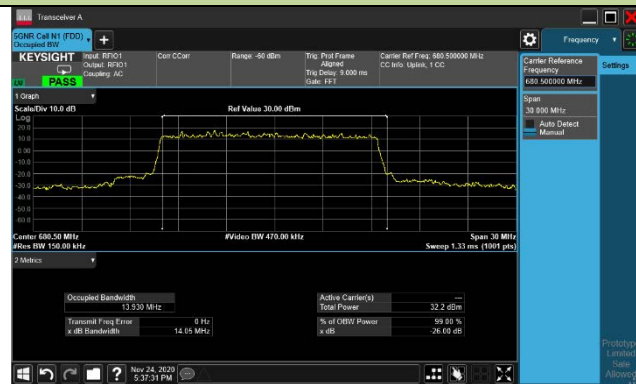 Transceiver A
5GNR Cell N1 (FDD)
Occupied BW
Frequency
KEYSIGHT
LM
PASS
Input: RFIO1
Output: RFIO1
Coupling: AC
Corr CCorr
Range: -60 dBm
Trig: Prot Frame
Aligned
Trig Delay: 9.000 ms
Gate: FFT
Carrier Ref Freq: 680.500000 MHz
CC Info: Uplink, 1 CC
Carrier Reference
Frequency
680.500000 MHz
Settings
Span
30.000 MHz
Auto Detect
Manual
1 Graph
Scale/Div 10.0 dB
Ref Value 30.00 dBm
Log
20.0
10.0
0.00
-10.0
-20.0
-30.0
-40.0
-50.0
-60.0
Center 680.50 MHz
#Video BW 470.00 kHz
Span 30 MHz
#Res BW 150.00 kHz
Sweep 1.33 ms (1001 pts)
2 Metrics
Occupied Bandwidth
13.930 MHz
Active Carrier(s)
---
Total Power
32.2 dBm
Transmit Freq Error
0 Hz
% of OBW Power
99.00 %
x dB Bandwidth
14.05 MHz
x dB
-26.00 dB
Nov 24, 2020
5:37:31 PM
Prototype
Limited
Sale
Allowed